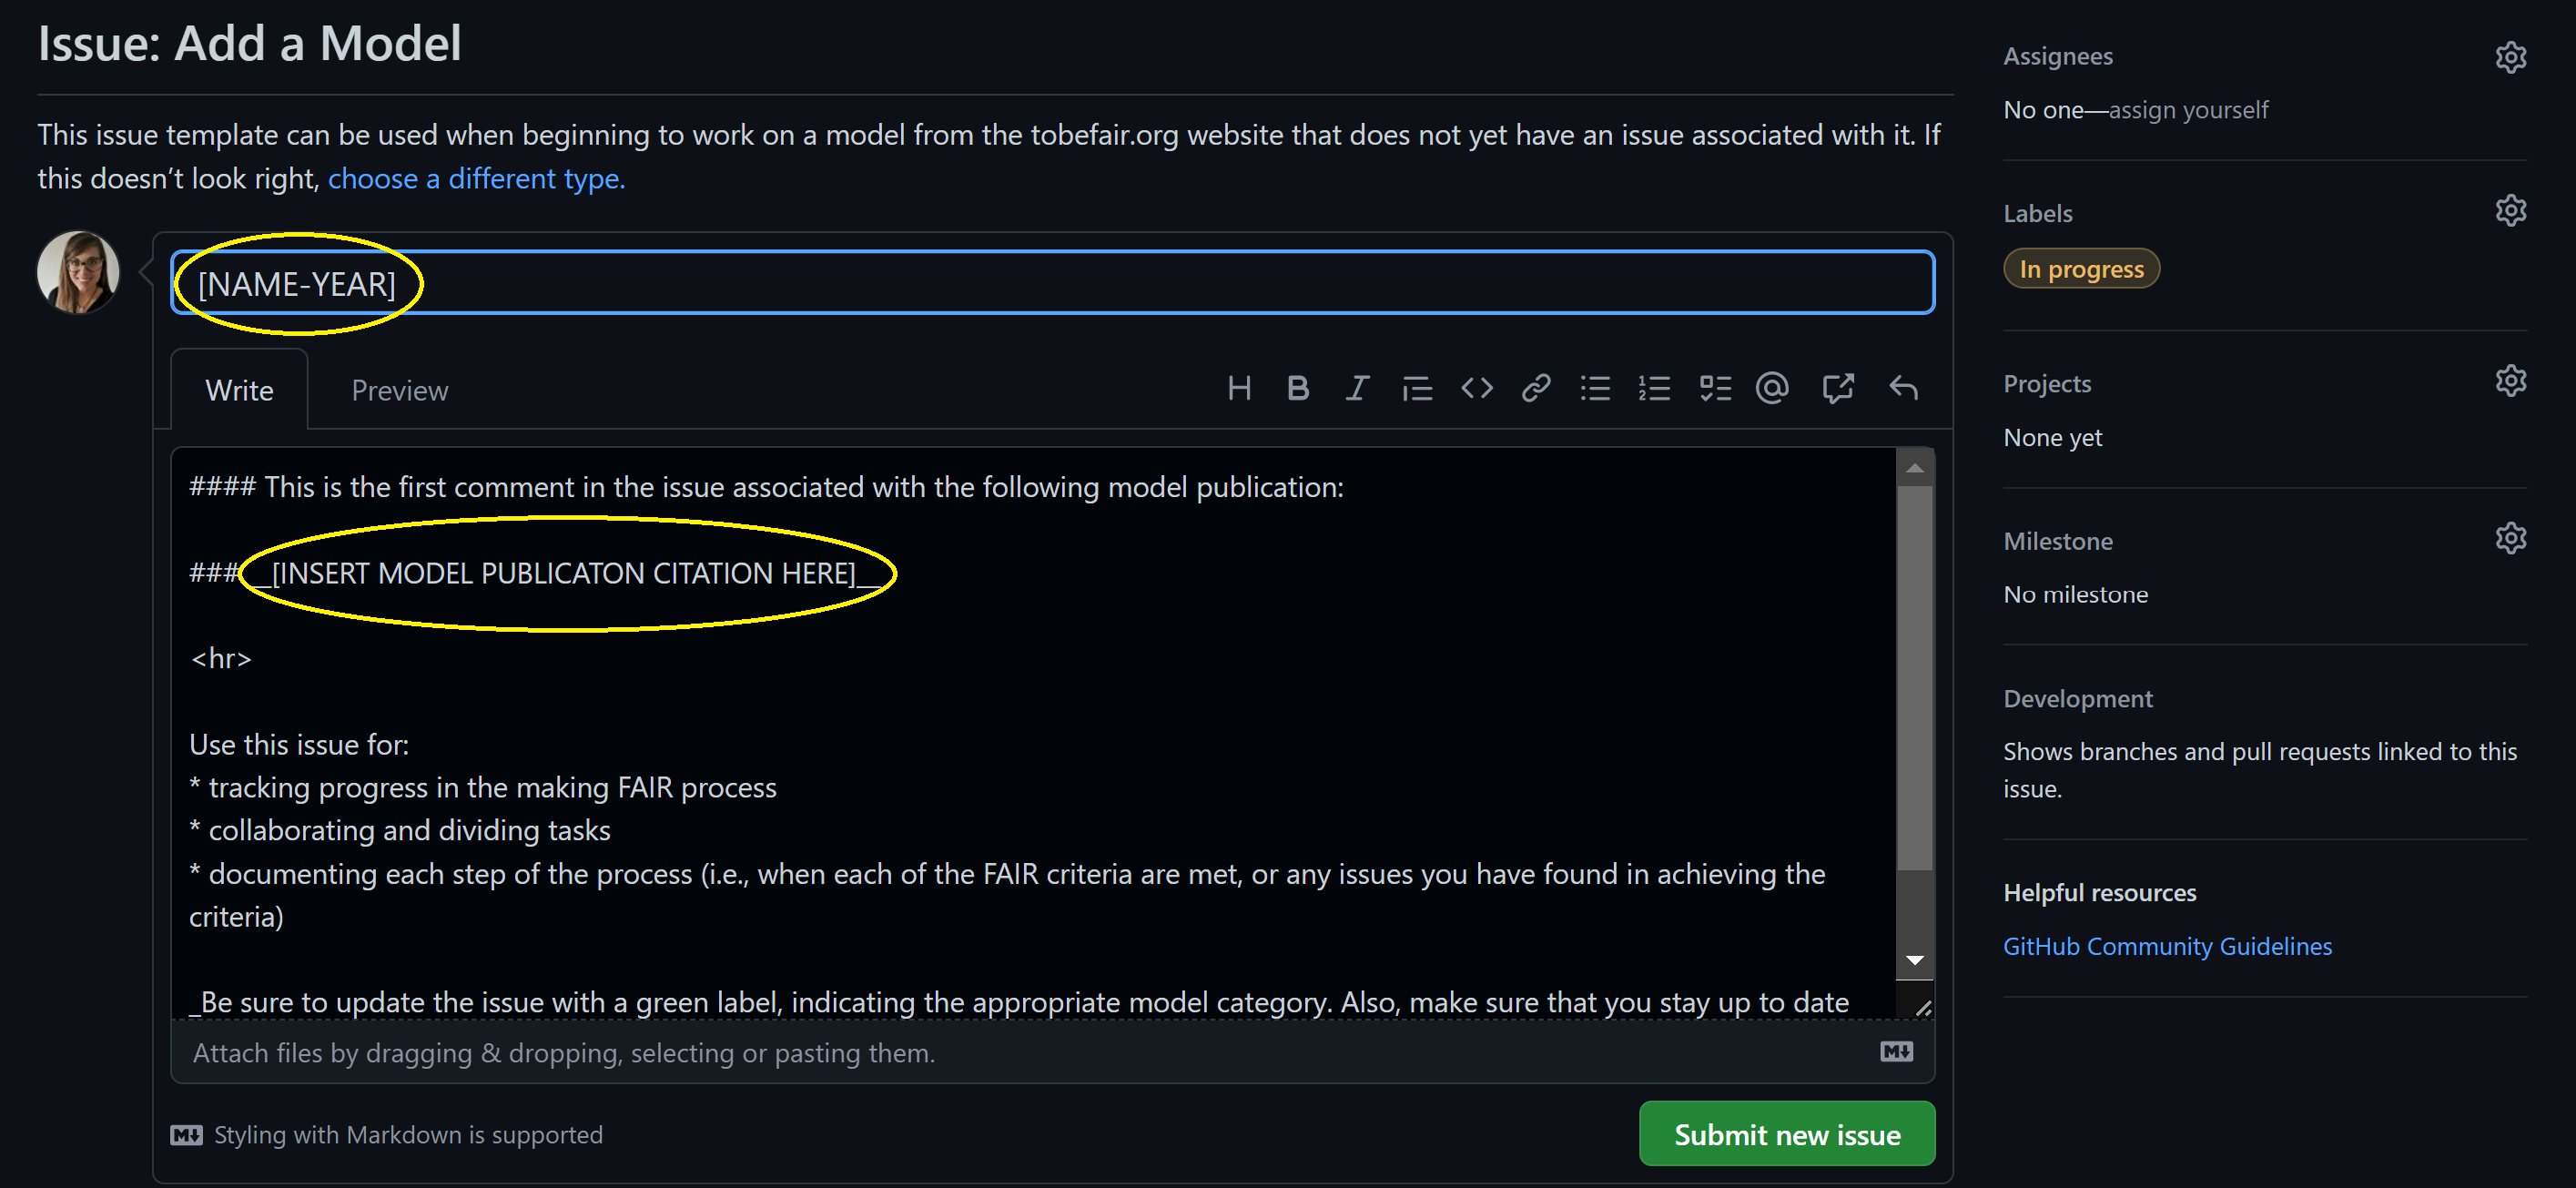 Issue: Add a Model
This issue template can be used when beginning to work on a model from the tobefair.org website that does not yet have an issue associated with it. If
this doesn’t look right, choose a different type.
[NAME-YEAR]
Write
Preview
#### This is the first comment in the issue associated with the following model publication:
### __[INSERT MODEL PUBLICATON CITATION HERE]__
<hr>
Use this issue for:
* tracking progress in the making FAIR process
* collaborating and dividing tasks
* documenting each step of the process (i.e., when each of the FAIR criteria are met, or any issues you have found in achieving the
criteria)
_Be sure to update the issue with a green label, indicating the appropriate model category. Also, make sure that you stay up to date
Attach files by dragging & dropping, selecting or pasting them.
Styling with Markdown is supported
Submit new issue
Assignees
No one—assign yourself
Labels
In progress
Projects
None yet
Milestone
No milestone
Development
Shows branches and pull requests linked to this
issue.
Helpful resources
GitHub Community Guidelines